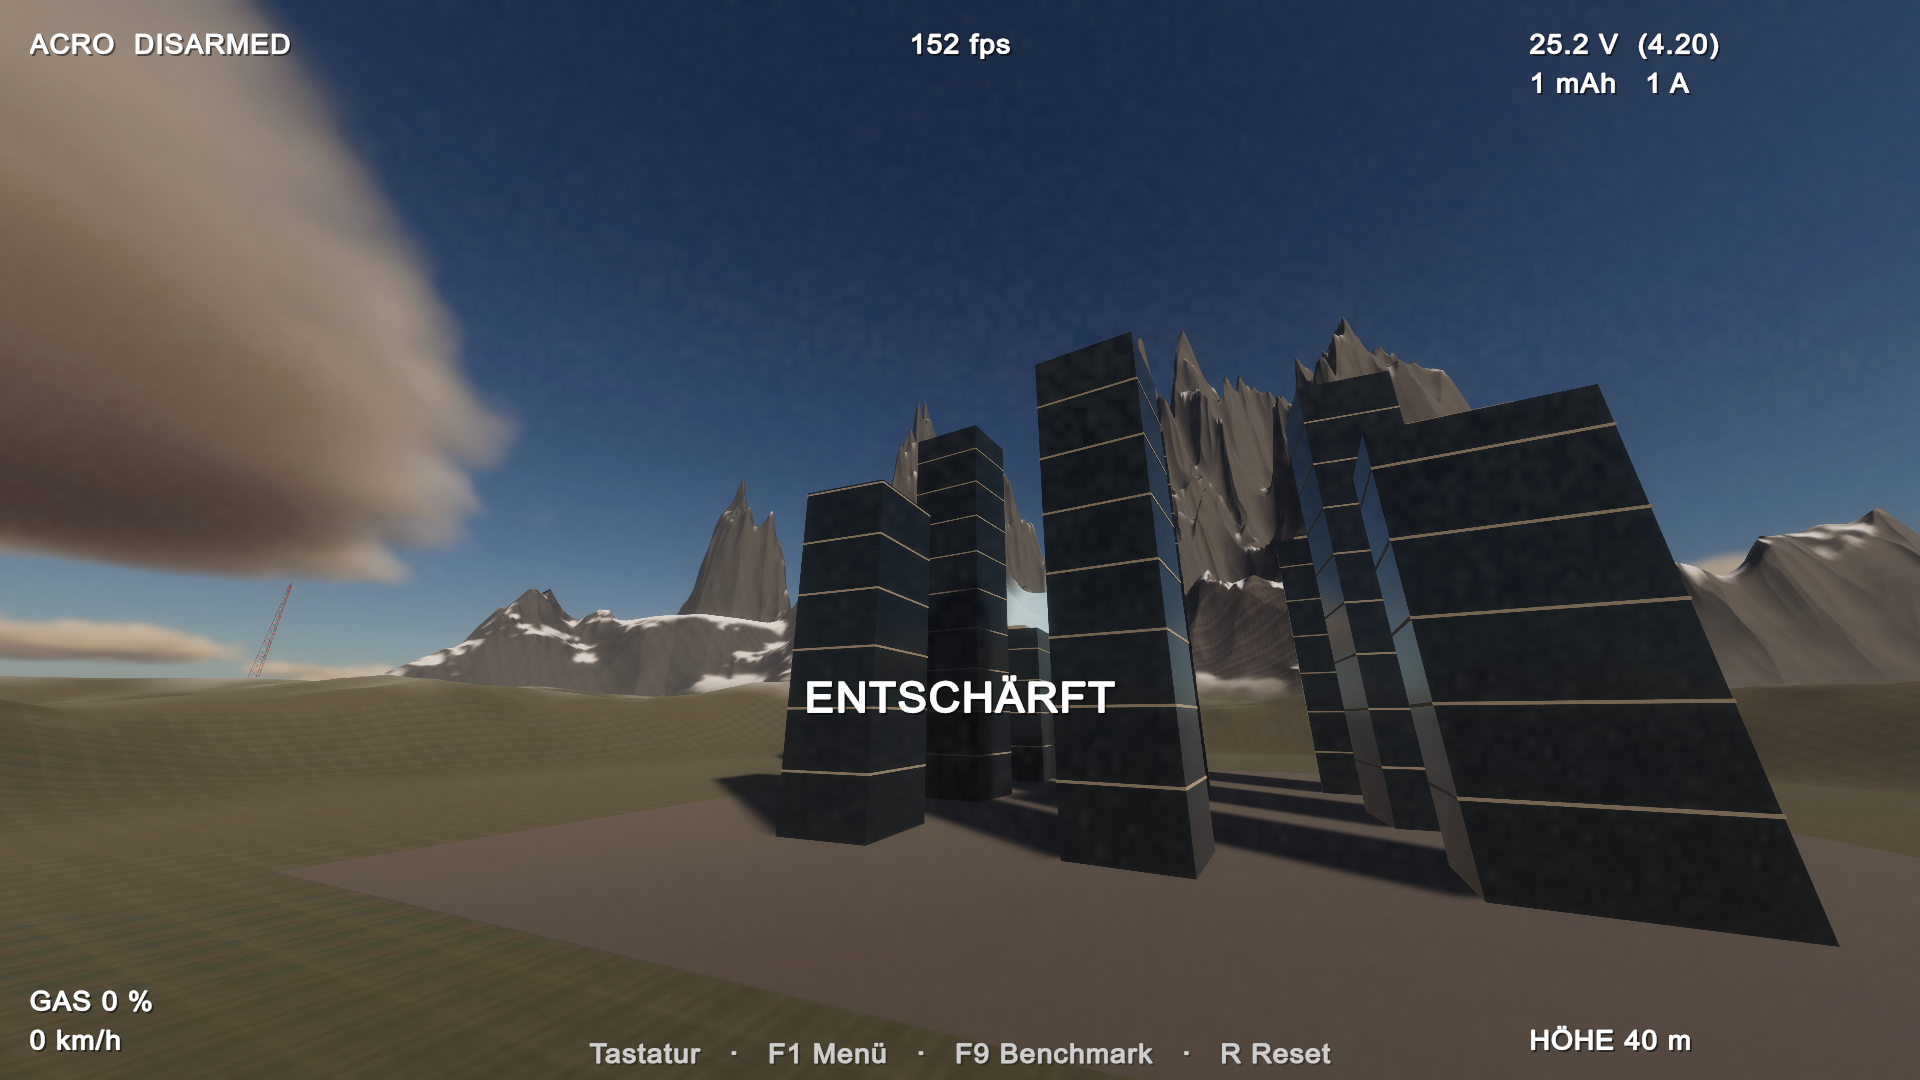 ACRO DISARMED
152 fps
25.2 V (4.20)
1 mAh 1 A
ENTSCHÄRFT
GAS 0 %
0 km/h
Tastatur · F1 Menü · F9 Benchmark · R Reset
HÖHE 40 m